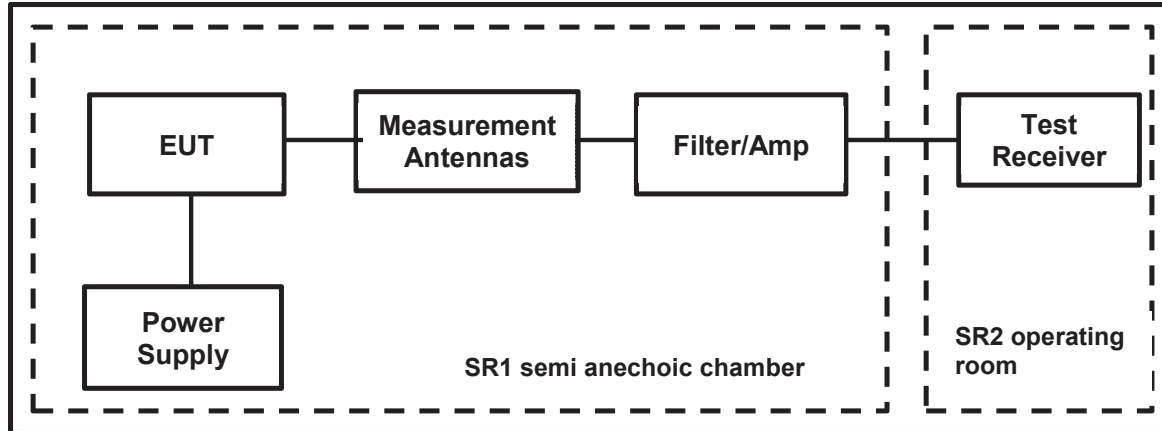 EUT
Measurement
Antennas
Filter/Amp
Test
Receiver
Power
Supply
SR1 semi anechoic chamber
SR2 operating
room